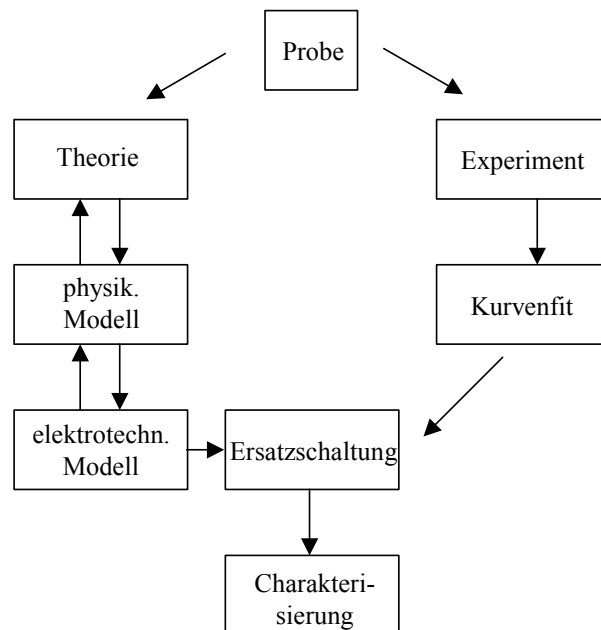 Probe
Theorie
Experiment
physik.
Modell
Kurvenfit
elektrotechn.
Modell
Ersatzschaltung
Charakteri-
sierung